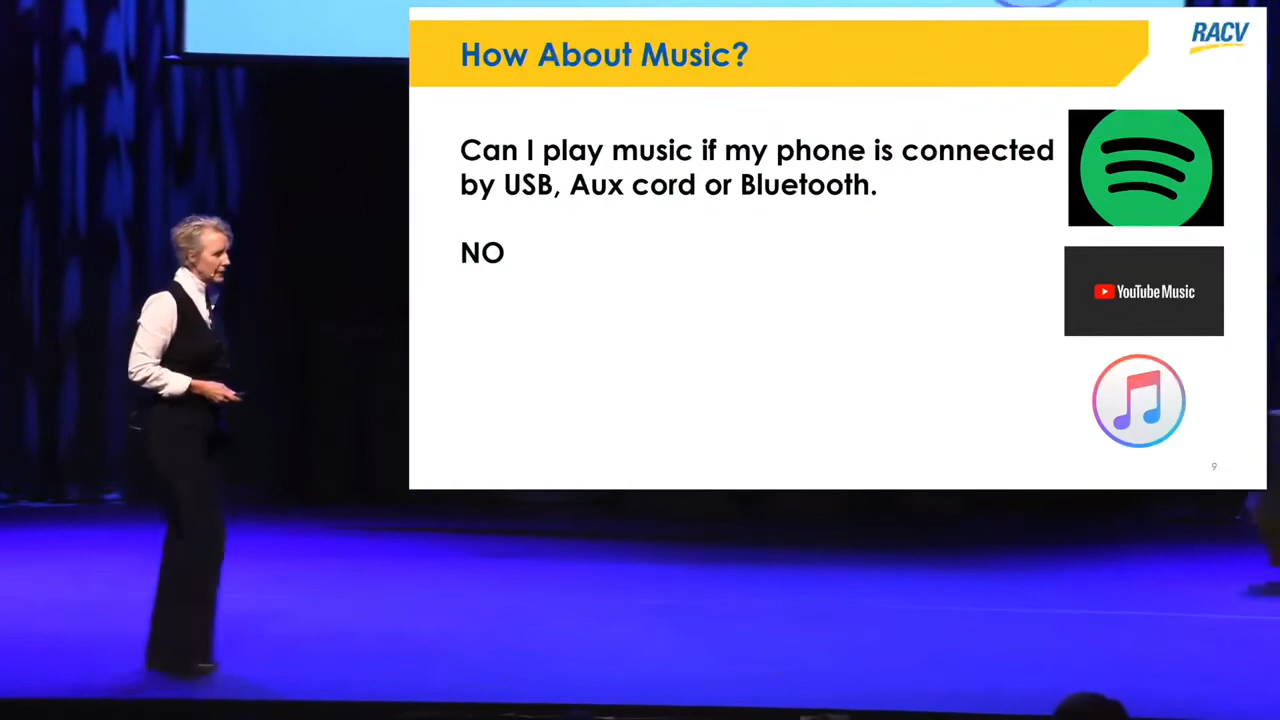 How About Music?
RACV
Can I play music if my phone is connected
by USB, Aux cord or Bluetooth.
NO
YouTube Music
9